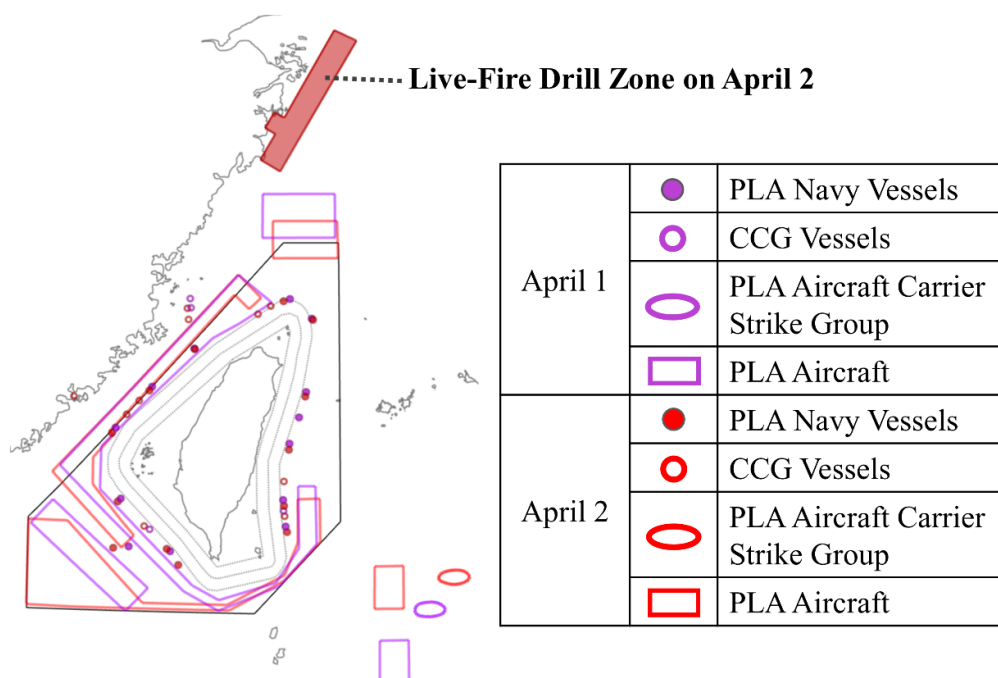 Live-Fire Drill Zone on April 2
April 1
PLA Navy Vessels
CCG Vessels
PLA Aircraft Carrier
Strike Group
PLA Aircraft
April 2
PLA Navy Vessels
CCG Vessels
PLA Aircraft Carrier
Strike Group
PLA Aircraft